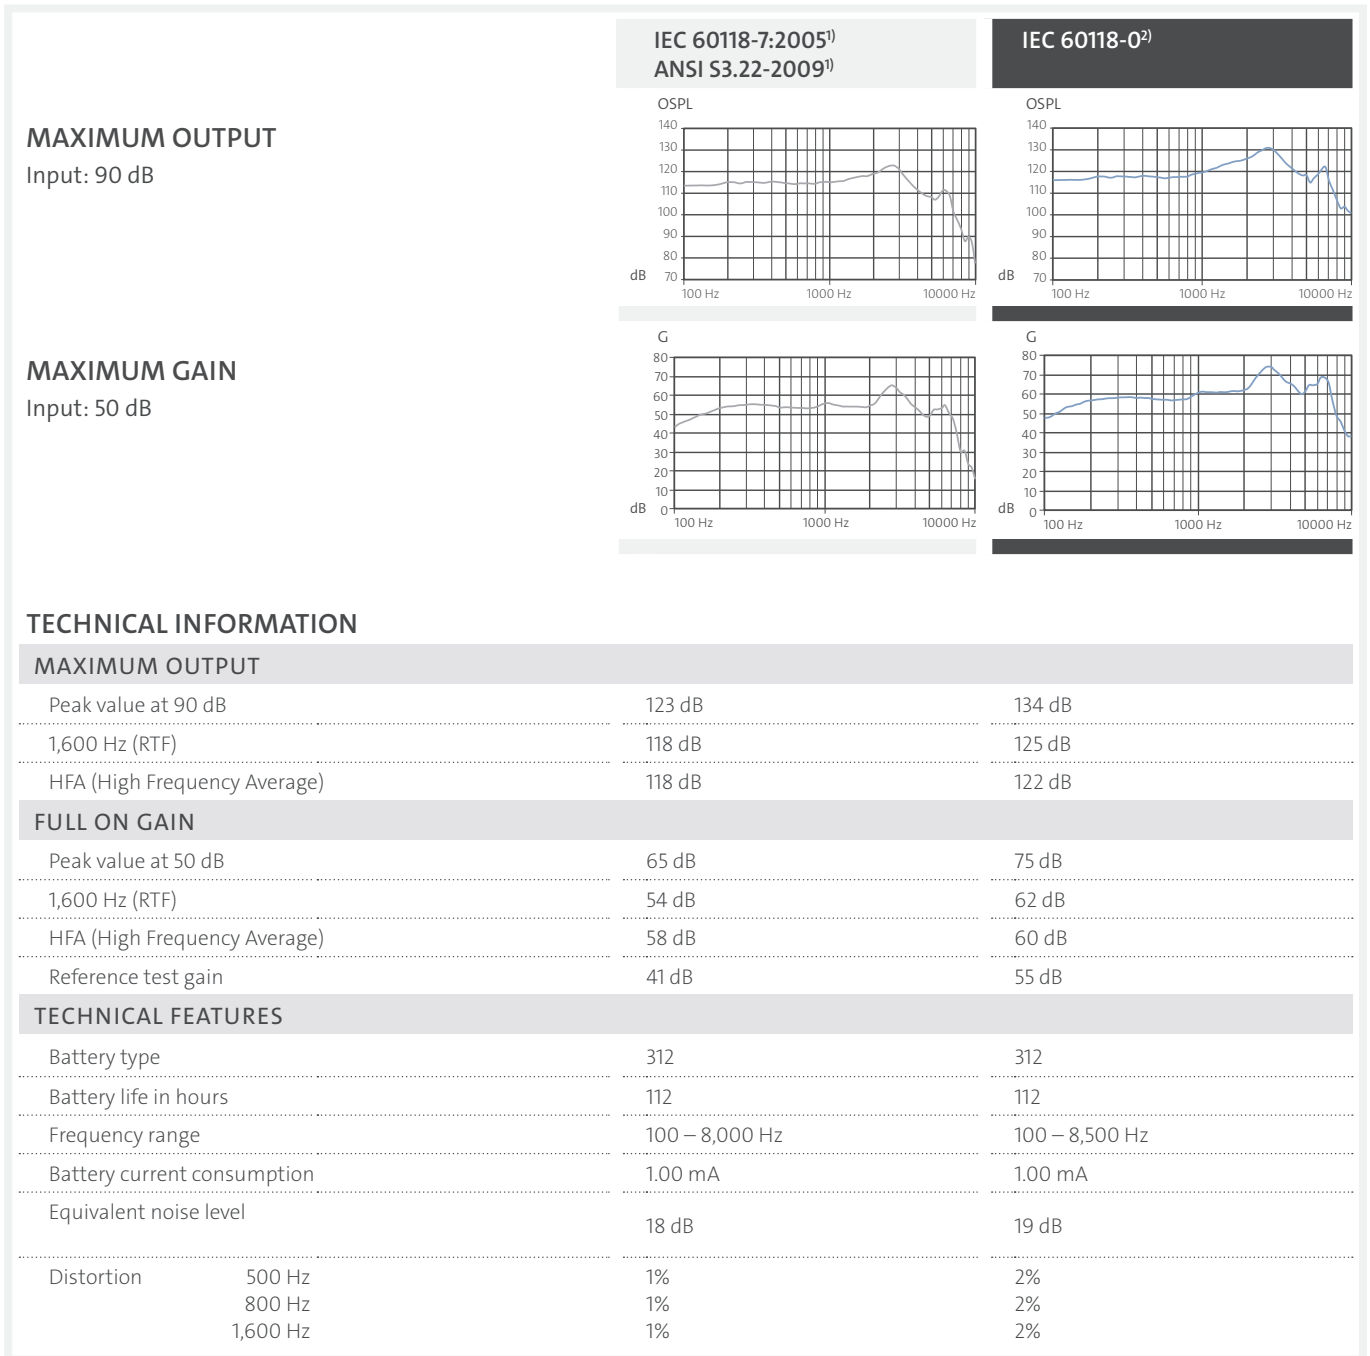 IEC 60118-7:2005¹⁾
ANSI S3.22-2009¹⁾
IEC 60118-0²⁾
MAXIMUM OUTPUT
Input: 90 dB
OSPL
140
130
120
110
100
90
80
dB 70
100 Hz 1000 Hz 10000 Hz
OSPL
140
130
120
110
100
90
80
dB 70
100 Hz 1000 Hz 10000 Hz
MAXIMUM GAIN
Input: 50 dB
G
80
70
60
50
40
30
20
10
dB 0
100 Hz 1000 Hz 10000 Hz
G
80
70
60
50
40
30
20
10
dB 0
100 Hz 1000 Hz 10000 Hz
TECHNICAL INFORMATION
MAXIMUM OUTPUT
Peak value at 90 dB 123 dB 134 dB
1,600 Hz (RTF) 118 dB 125 dB
HFA (High Frequency Average) 118 dB 122 dB
FULL ON GAIN
Peak value at 50 dB 65 dB 75 dB
1,600 Hz (RTF) 54 dB 62 dB
HFA (High Frequency Average) 58 dB 60 dB
Reference test gain 41 dB 55 dB
TECHNICAL FEATURES
Battery type 312 312
Battery life in hours 112 112
Frequency range 100 – 8,000 Hz 100 – 8,500 Hz
Battery current consumption 1.00 mA 1.00 mA
Equivalent noise level 18 dB 19 dB
Distortion 500 Hz 1% 2%
800 Hz 1% 2%
1,600 Hz 1% 2%